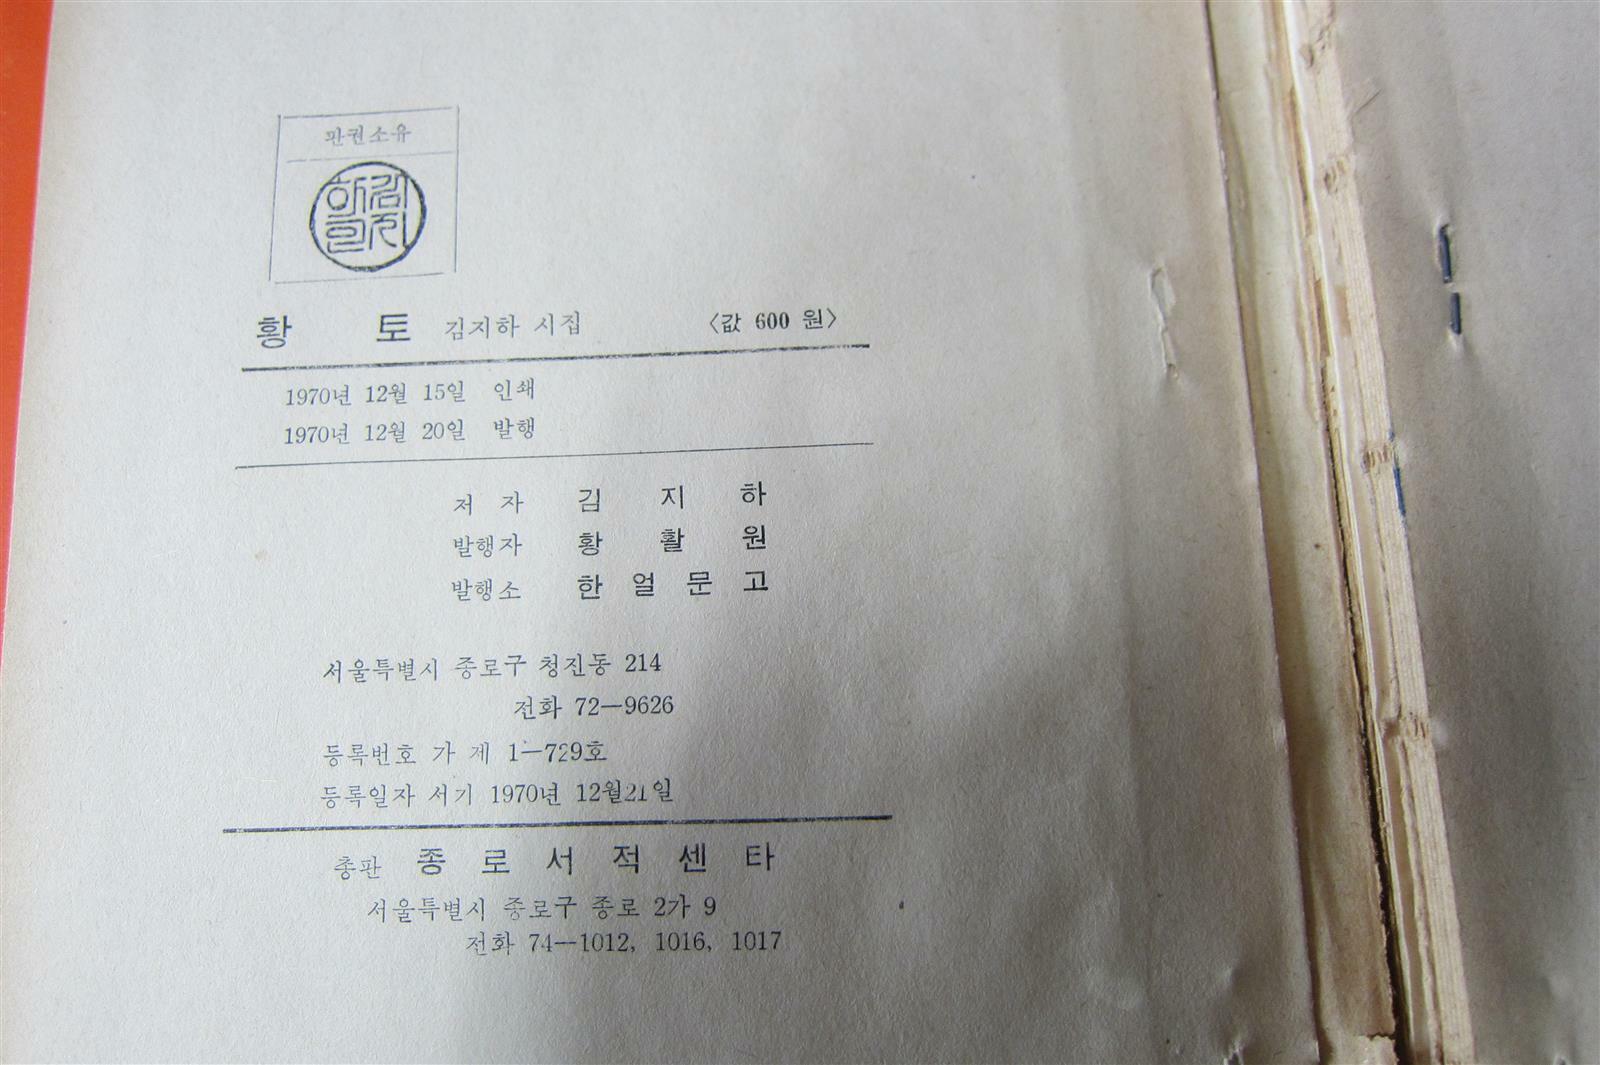 판권소유
김지하인
황 토 김지하 시집 〈값 600 원〉
1970년 12월 15일 인쇄
1970년 12월 20일 발행
저 자 김 지 하
발행자 황 활 원
발행소 한 얼 문 고
서울특별시 종로구 청진동 214
전화 72—9626
등록번호 가 제 1—729호
등록일자 서기 1970년 12월21일
총판 종 로 서 적 센 타
서울특별시 종로구 종로 2가 9
전화 74—1012, 1016, 1017